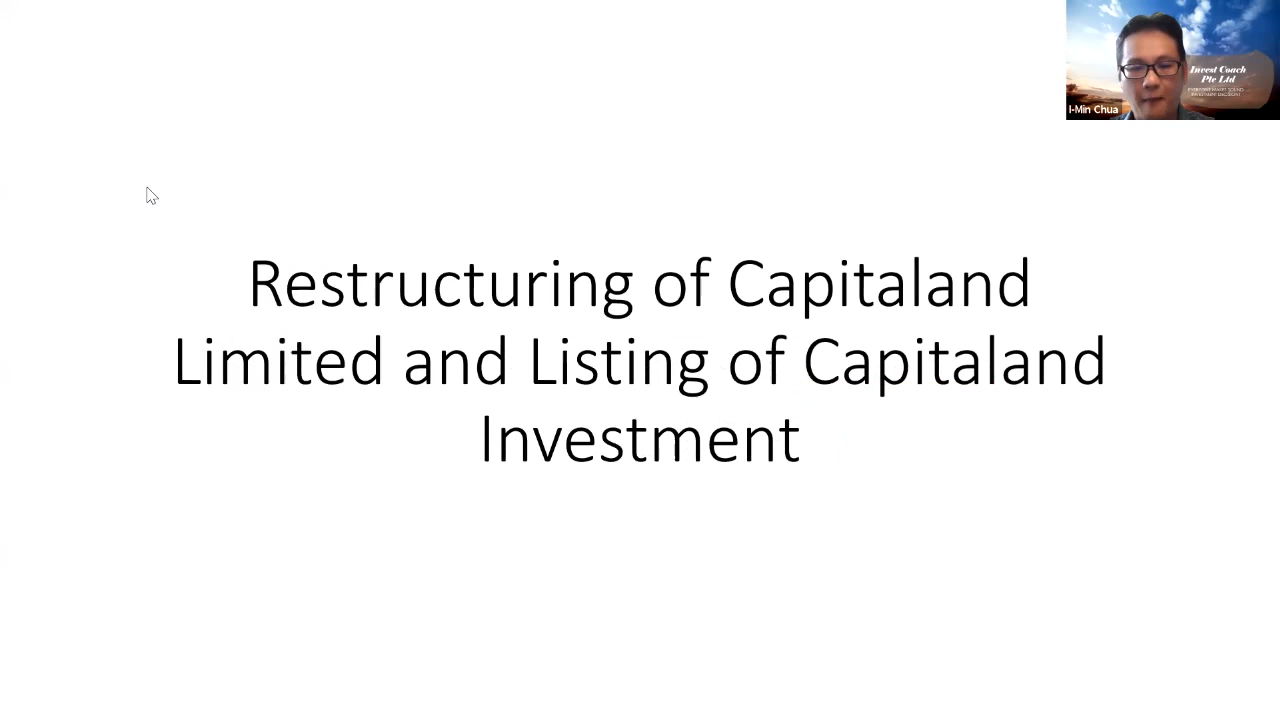 Invest Coach
Pte Ltd
I-Min Chua
Restructuring of Capitaland
Limited and Listing of Capitaland
Investment